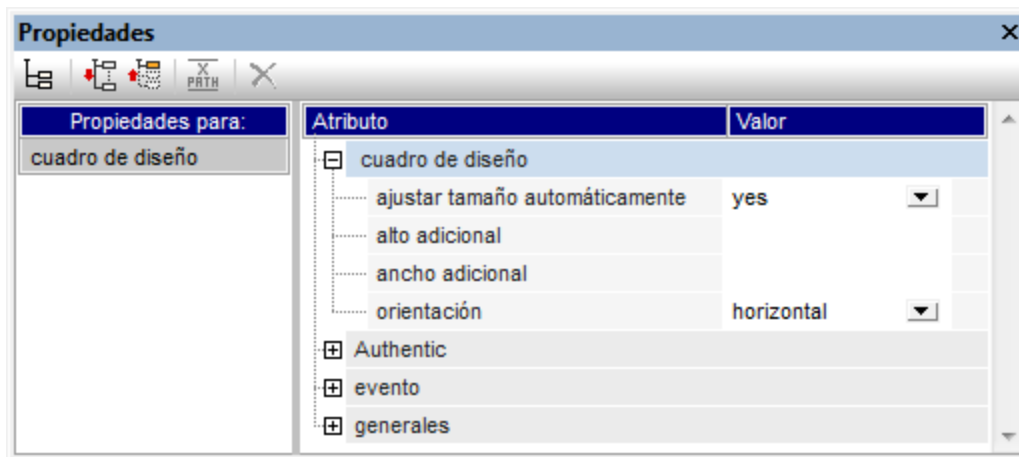 Propiedades
X
PATH
Propiedades para:
Atributo
Valor
cuadro de diseño
cuadro de diseño
ajustar tamaño automáticamente
yes
alto adicional
ancho adicional
orientación
horizontal
Authentic
evento
generales